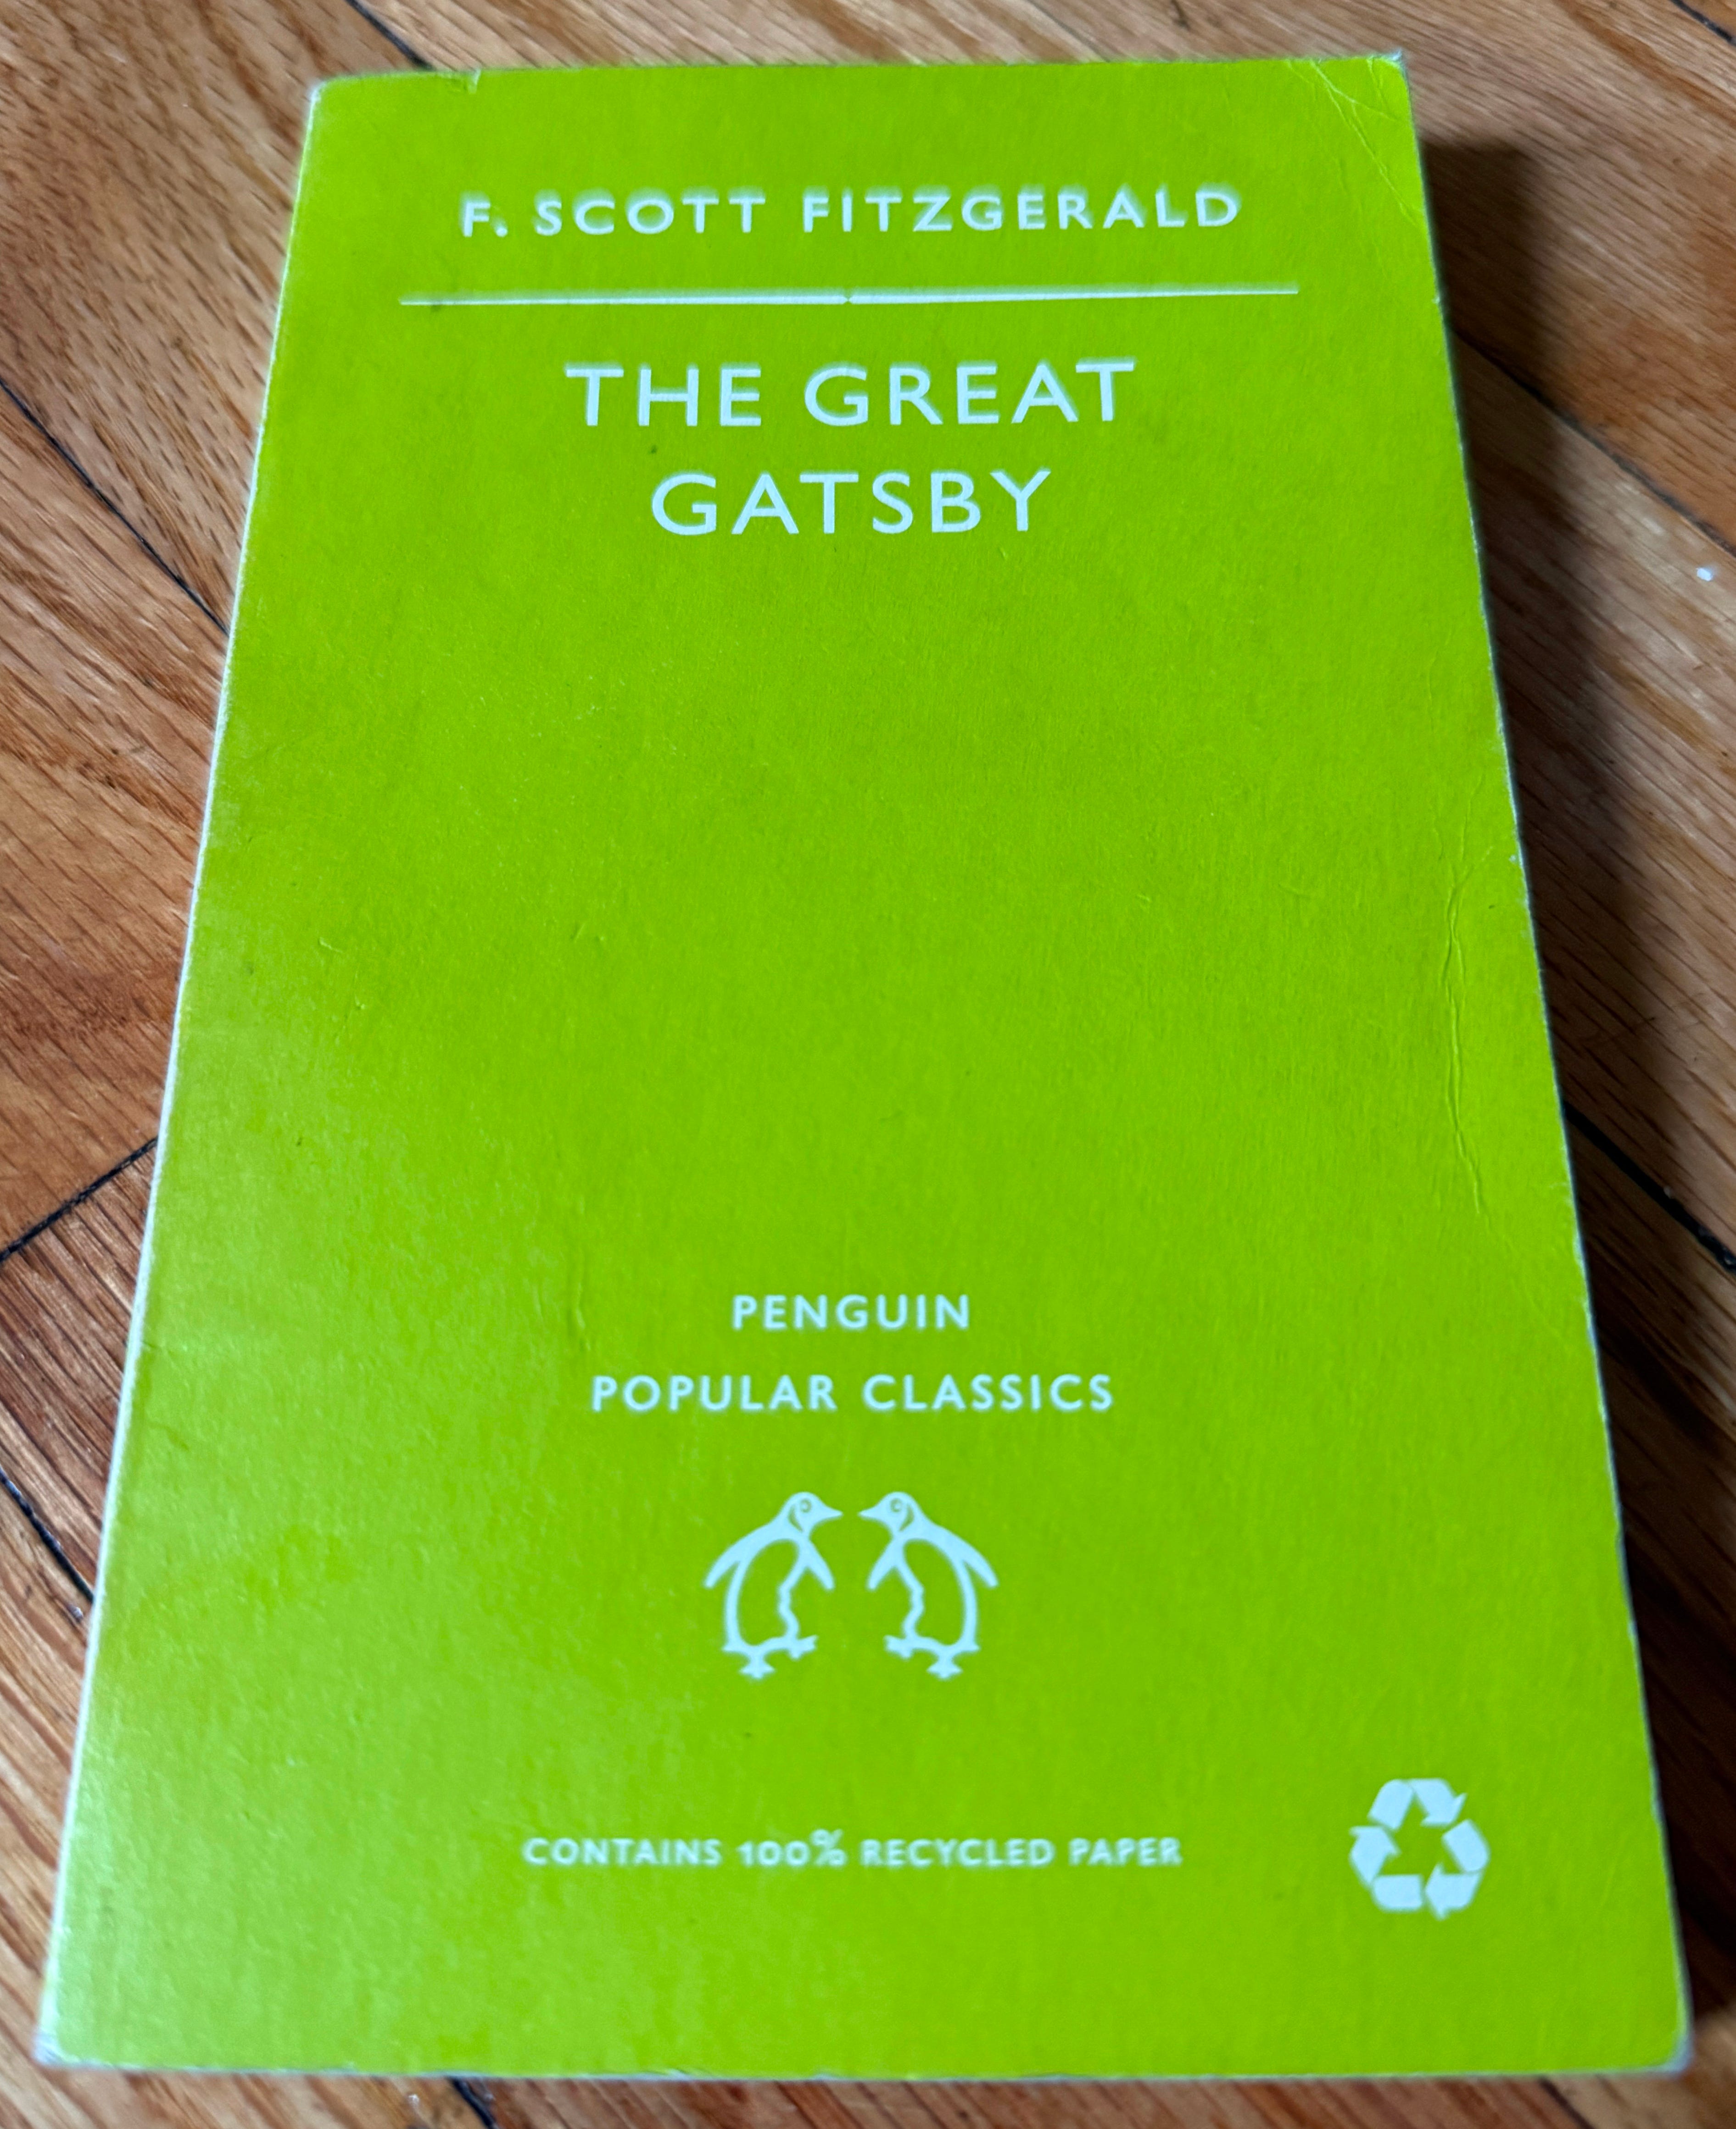 F. SCOTT FITZGERALD
THE GREAT
GATSBY
PENGUIN
POPULAR CLASSICS
CONTAINS 100% RECYCLED PAPER